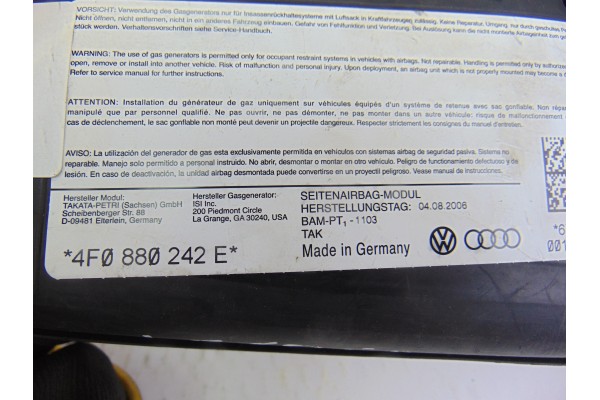 VORSICHT: Verwendung des Gasgenerators nur für Insassenrückhaltesysteme mit Luftsack in Kraftfahrzeugen zulässig. Keine Reparatur. Umgang nur durch geschultes
Nicht öffnen, nicht entfernen, nicht in ein anderes Fahrzeug einbauen. Gefahr von Fehlfunktion und Verletzung. Bei Auslösung kann die nicht montierte Airbageinheit zum
stück werden. Verhaltensvorschriften siehe Service-Handbuch.
WARNING: The use of gas generators is permitted only for occupant restraint systems in vehicles with airbags. Not repairable. Handling is permitted only by authorized
open, remove or install into another vehicle. Risk of malfunction and personal injury. Upon deployment, an airbag unit which is not properly mounted may become a
Refer to service manual for further instructions.
ATTENTION: Installation du générateur de gaz uniquement sur véhicules équipés d'un système de retenue avec sac gonflable. Non
manipulé que par personnel qualifié. Ne pas ouvrir, ne pas démonter, ne pas monter dans un autre véhicule: risque de malfonctionnement
cas de déclenchement, le sac gonflable non monté peut devenir un projectile dangereux. Respecter strictement les consignes du manuel d'entretien.
AVISO: La utilización del generador de gas esta exclusivemente permitida en vehículos con sistemas airbag de seguridad pasiva. Sistema no
reparable. Manejo solo permitido a personal instruido. No abrir, desmontar o montar en otro vehículo. Peligro de funcionamiento defectuoso y de
lesión. En caso de activación, la unidad airbag desmontada puede convertirse en un proyectil peligroso. Vease manual de instrucciones.
Hersteller Modul:
TAKATA-PETRI (Sachsen) GmbH
Scheibenberger Str. 88
D-09481 Elterlein, Germany
Hersteller Gasgenerator:
ISI Inc.
200 Piedmont Circle
La Grange, GA 30240, USA
SEITENAIRBAG-MODUL
HERSTELLUNGSTAG: 04.08.2006
BAM-PT1-1103
TAK
Made in Germany
*4F0 880 242 E*
*6
001